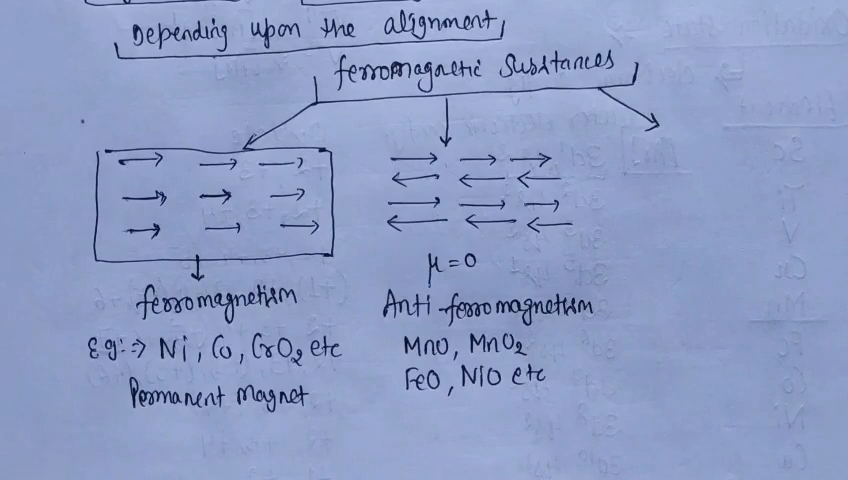 Depending upon the alignment,
ferromagnetic Substances
μ=0
ferromagnetism
Anti-ferromagnetism
Eg:→ Ni, Co, CrO2 etc
MnO, MnO2
Permanent magnet
FeO, NiO etc